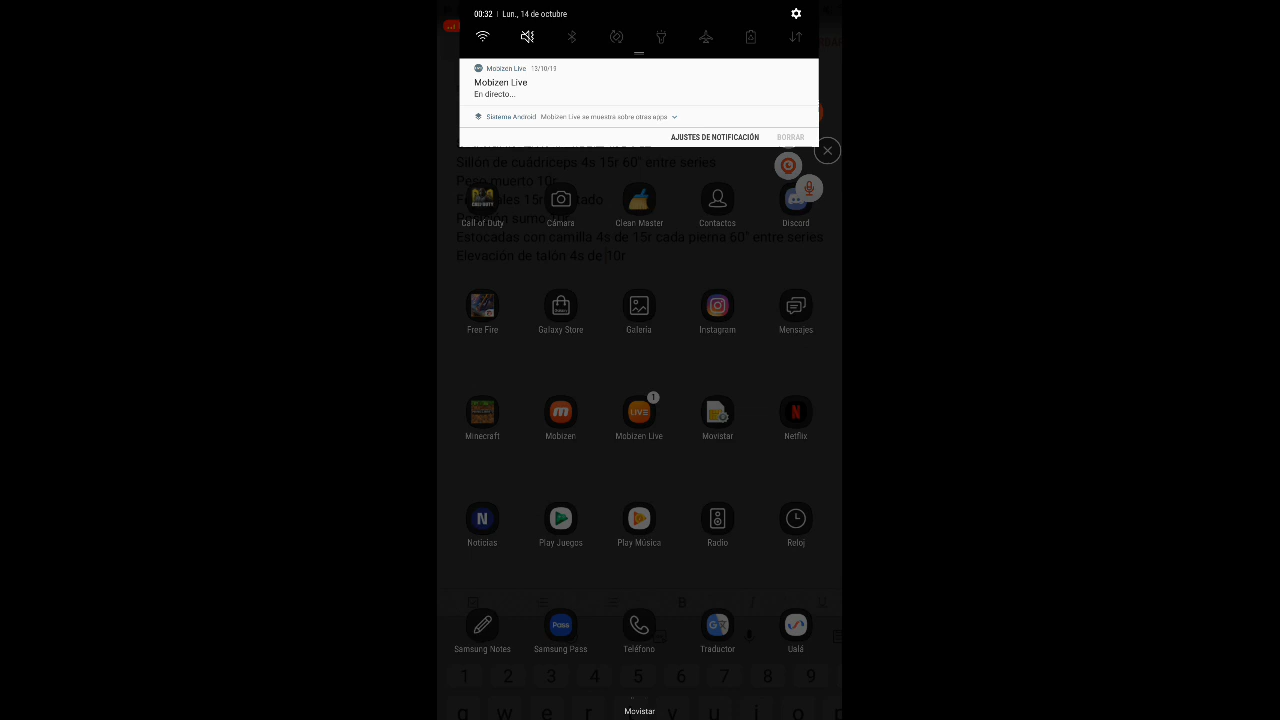 00:32 | Lun., 14 de octubre
Mobizen Live 13/10/19
Mobizen Live
En directo...
Sistema Android Mobizen Live se muestra sobre otras apps
AJUSTES DE NOTIFICACIÓN BORRAR
Sillón de cuádriceps 4s 15r 60" entre series
Peso muerto 10r
Call of Duty Cámara Clean Master Contactos Discord
Estocadas con camilla 4s de 15r cada pierna 60" entre series
Elevación de talón 4s de 10r
Free Fire Galaxy Store Galería Instagram Mensajes
1
LIVE
Minecraft Mobizen Mobizen Live Movistar Netflix
Noticias Play Juegos Play Música Radio Reloj
Pass
Samsung Notes Samsung Pass Teléfono Traductor Ualá
1 2 3 4 5 6 7 8 9
q w e r y u i o
Movistar